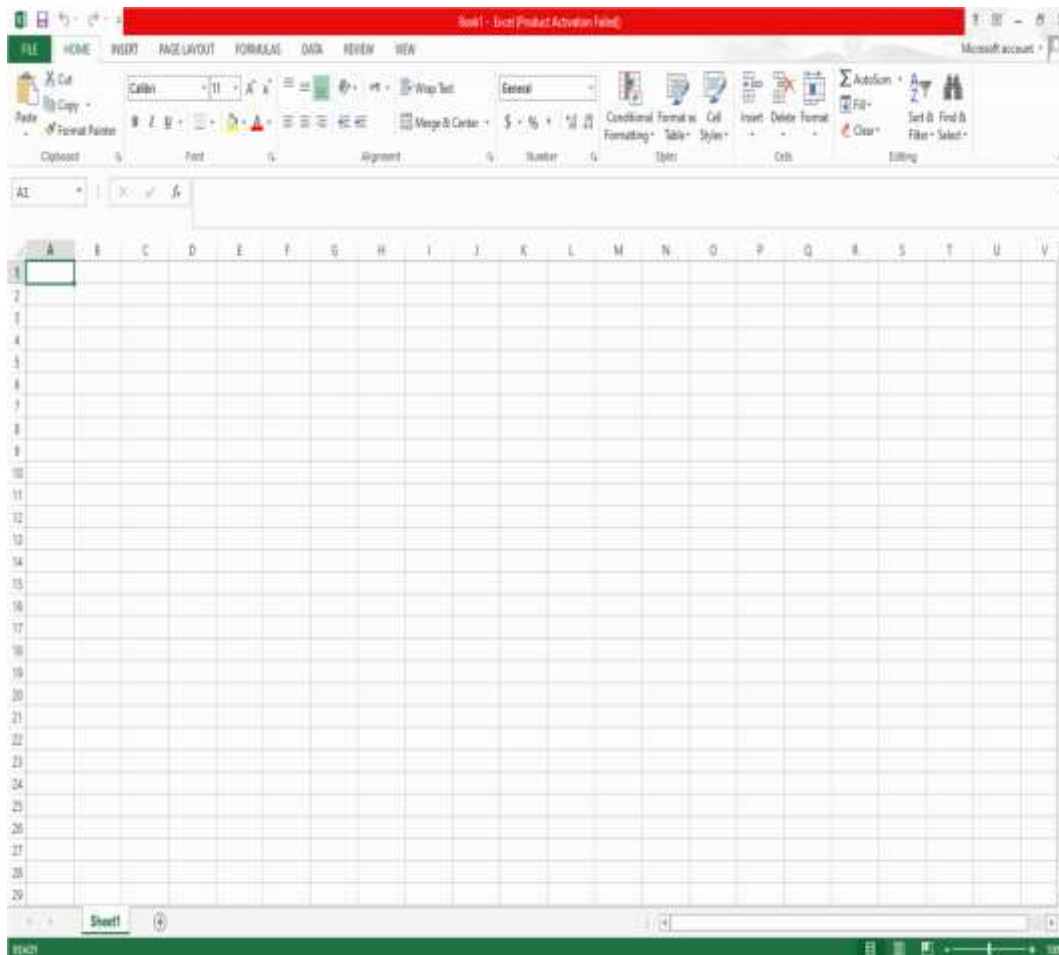 Book1 - Excel (Product Activation Failed)
FILE HOME INSERT PAGE LAYOUT FORMULAS DATA REVIEW VIEW Microsoft account
Cut Calibri 11 Wrap Text General AutoSum
Copy Fill
Paste Format Painter B I U Merge & Center $ % Conditional Formatting Format as Table Cell Styles Insert Delete Format Clear Sort & Filter Find & Select
Clipboard Font Alignment Number Styles Cells Editing
A1 fx
A B C D E F G H I J K L M N O P Q R S T U V
1
2
3
4
5
6
7
8
9
10
11
12
13
14
15
16
17
18
19
20
21
22
23
24
25
26
27
28
29
Sheet1
READY